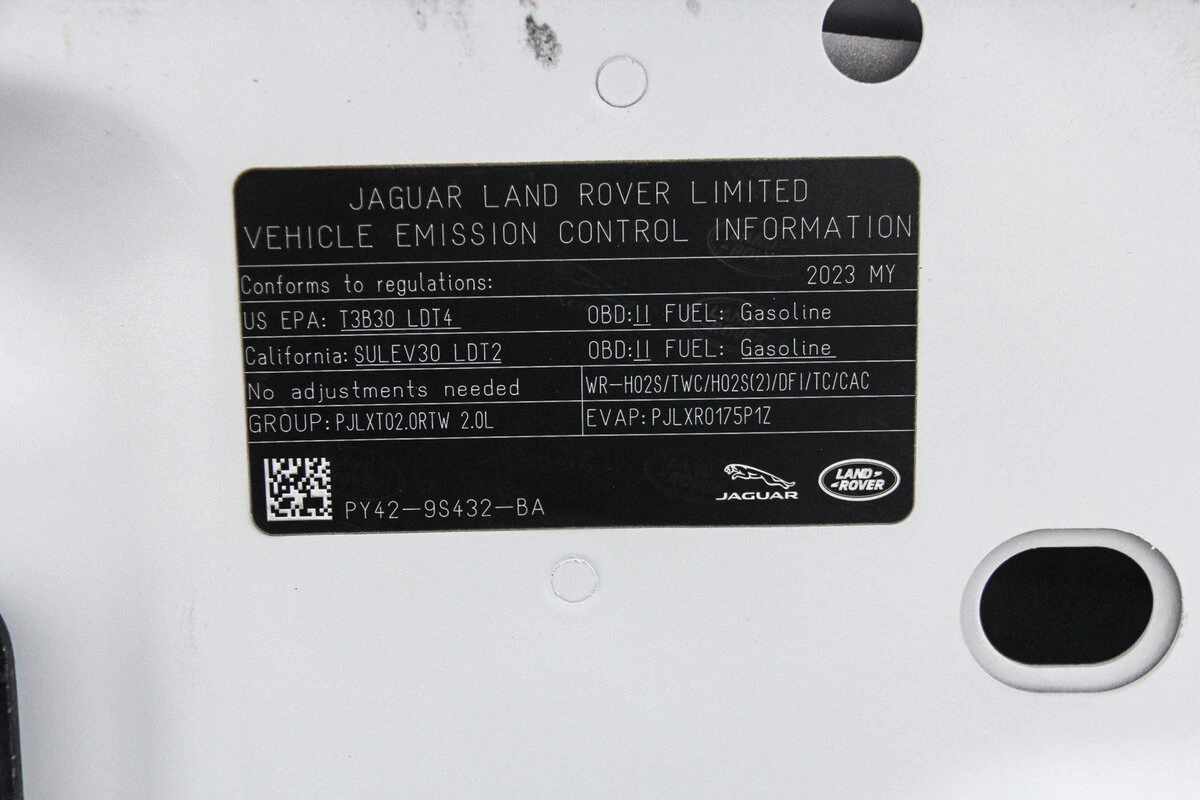 JAGUAR LAND ROVER LIMITED
VEHICLE EMISSION CONTROL INFORMATION
Conforms to regulations: 2023 MY
US EPA: T3B30 LDT4 OBD:II FUEL: Gasoline
California: SULEV30 LDT2 OBD:II FUEL: Gasoline
No adjustments needed WR-HO2S/TWC/HO2S(2)/DFI/TC/CAC
GROUP: PJLXT02.0RTW 2.0L EVAP: PJLXR0175P1Z
PY42-9S432-BA
JAGUAR
LAND-
-ROVER